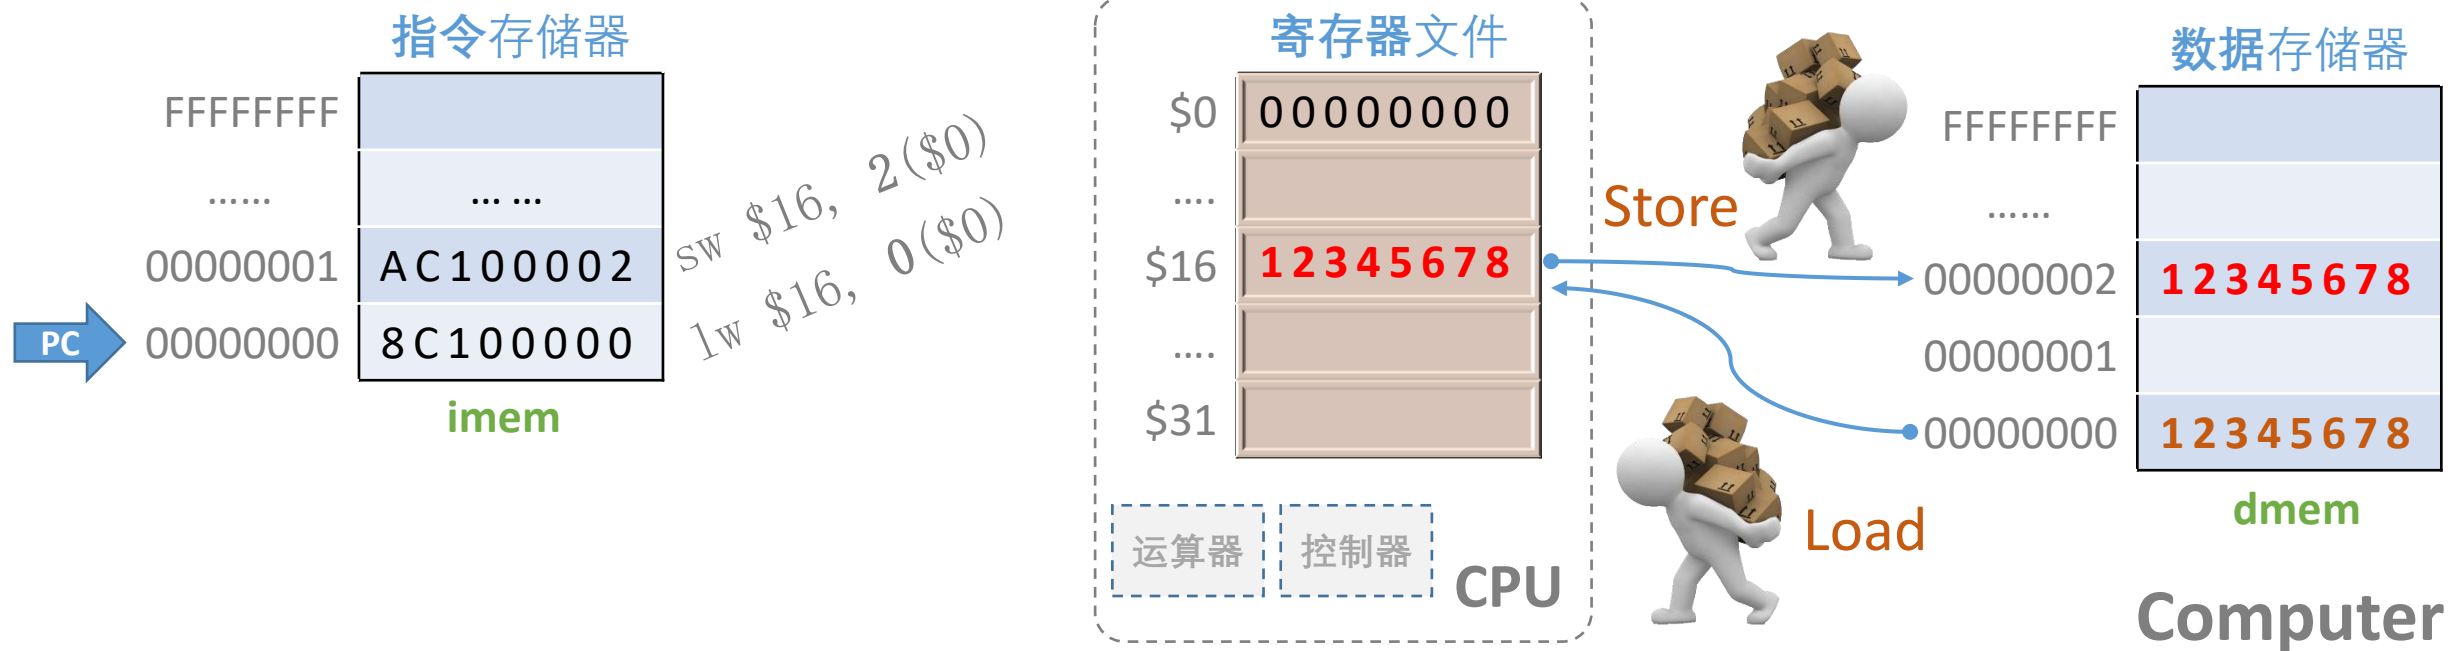 指令存储器
FFFFFFFF
……
… …
00000001
AC100002
sw $16, 2($0)
PC
00000000
8C100000
lw $16, 0($0)
imem
寄存器文件
$0
00000000
….
$16
12345678
….
$31
运算器
控制器
CPU
Store
Load
数据存储器
FFFFFFFF
……
00000002
12345678
00000001
00000000
12345678
dmem
Computer